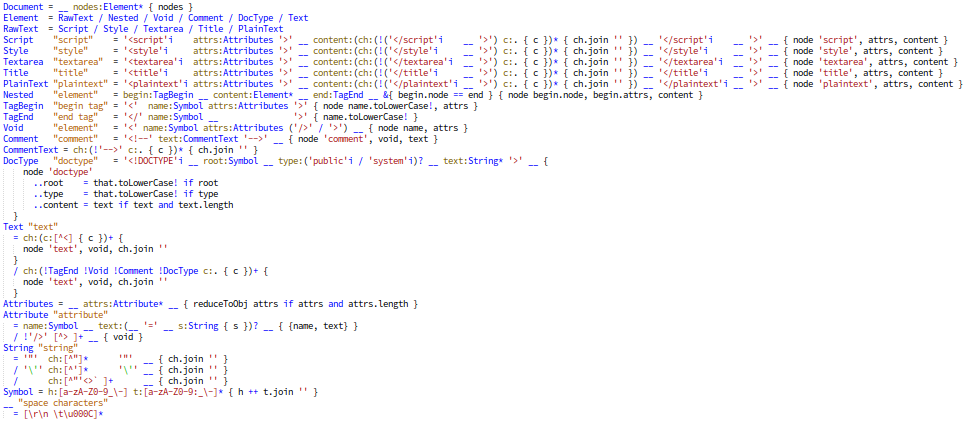 Document = __ nodes:Element* { nodes }
Element  = RawText / Nested / Void / Comment / DocType / Text
RawText  = Script / Style / Textarea / Title / PlainText
Script    "script"    = '<script'i    attrs:Attributes '>' __ content:(ch:(!('</script'i    __ '>') c:. { c })* { ch.join '' }) __ '</script'i    __ '>' __ { node 'script', attrs, content }
Style     "style"     = '<style'i     attrs:Attributes '>' __ content:(ch:(!('</style'i     __ '>') c:. { c })* { ch.join '' }) __ '</style'i     __ '>' __ { node 'style', attrs, content }
Textarea  "textarea"  = '<textarea'i  attrs:Attributes '>' __ content:(ch:(!('</textarea'i  __ '>') c:. { c })* { ch.join '' }) __ '</textarea'i  __ '>' __ { node 'textarea', attrs, content }
Title     "title"     = '<title'i     attrs:Attributes '>' __ content:(ch:(!('</title'i     __ '>') c:. { c })* { ch.join '' }) __ '</title'i     __ '>' __ { node 'title', attrs, content }
PlainText "plaintext" = '<plaintext'i attrs:Attributes '>' __ content:(ch:(!('</plaintext'i __ '>') c:. { c })* { ch.join '' }) __ '</plaintext'i __ '>' __ { node 'plaintext', attrs, content }
Nested    "element"   = begin:TagBegin __ content:Element* __ end:TagEnd __ &{ begin.node == end } { node begin.node, begin.attrs, content }
TagBegin  "begin tag" = '<'  name:Symbol attrs:Attributes '>' { node name.toLowerCase!, attrs }
TagEnd    "end tag"   = '</' name:Symbol __               '>' { name.toLowerCase! }
Void      "element"   = '<' name:Symbol attrs:Attributes ('/>' / '>') __ { node name, attrs }
Comment   "comment"   = '<!--' text:CommentText '-->' __ { node 'comment', void, text }
CommentText = ch:(!'-->' c:. { c })* { ch.join '' }
DocType   "doctype"   = '<!DOCTYPE'i __ root:Symbol __ type:('public'i / 'system'i)? __ text:String* '>' __ {
    node 'doctype'
      ..root    = that.toLowerCase! if root
      ..type    = that.toLowerCase! if type
      ..content = text if text and text.length
  }
Text "text"
  = ch:(c:[^<] { c })+ {
    node 'text', void, ch.join ''
  }
  / ch:(!TagEnd !Void !Comment !DocType c:. { c })+ {
    node 'text', void, ch.join ''
  }
Attributes = __ attrs:Attribute* __ { reduceToObj attrs if attrs and attrs.length }
Attribute "attribute"
  = name:Symbol __ text:(__ '=' __ s:String { s })? __ { {name, text} }
  / !'/>' [^> ]+ __ { void }
String "string"
  = '"'  ch:[^"]*      '"'  __ { ch.join '' }
  / '\'' ch:[^']*      '\'' __ { ch.join '' }
  /      ch:[^"'<>` ]+      __ { ch.join '' }
Symbol = h:[a-zA-Z0-9_\-] t:[a-zA-Z0-9:_\-]* { h ++ t.join '' }
__ "space characters"
  = [\r\n \t\u000C]*